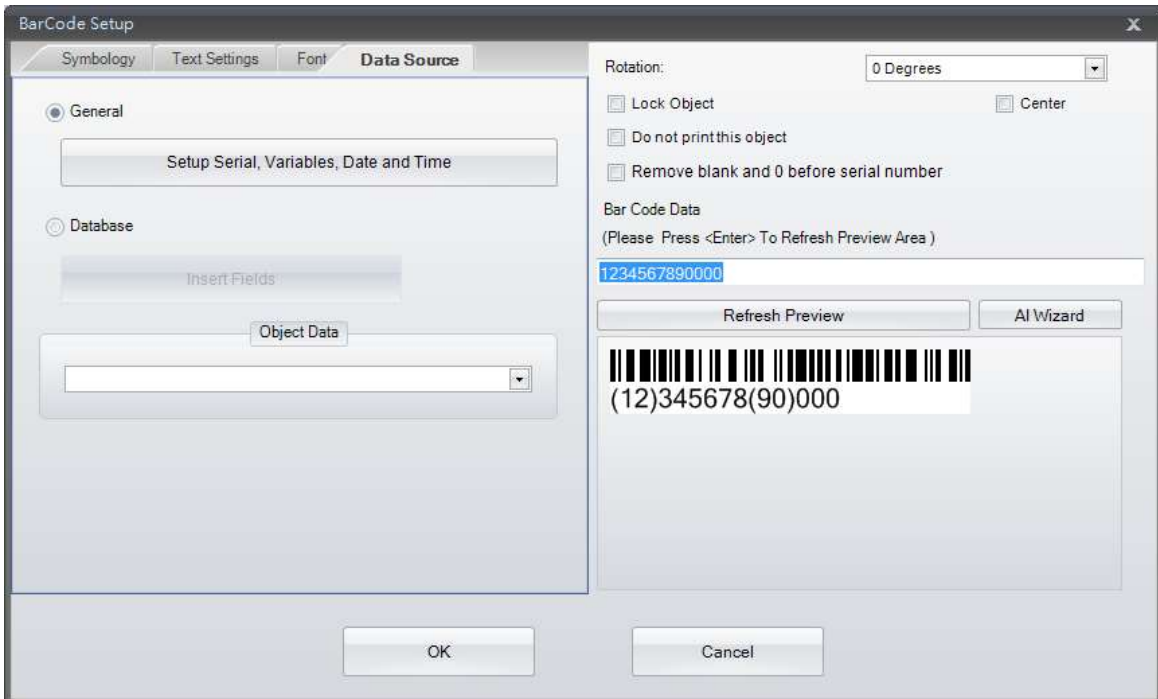 BarCode Setup
x
Symbology
Text Settings
Font
Data Source
General
Setup Serial, Variables, Date and Time
Database
Insert Fields
Object Data
Rotation:
0 Degrees
Lock Object
Center
Do not print this object
Remove blank and 0 before serial number
Bar Code Data
(Please Press <Enter> To Refresh Preview Area )
1234567890000
Refresh Preview
AI Wizard
(12)345678(90)000
OK
Cancel